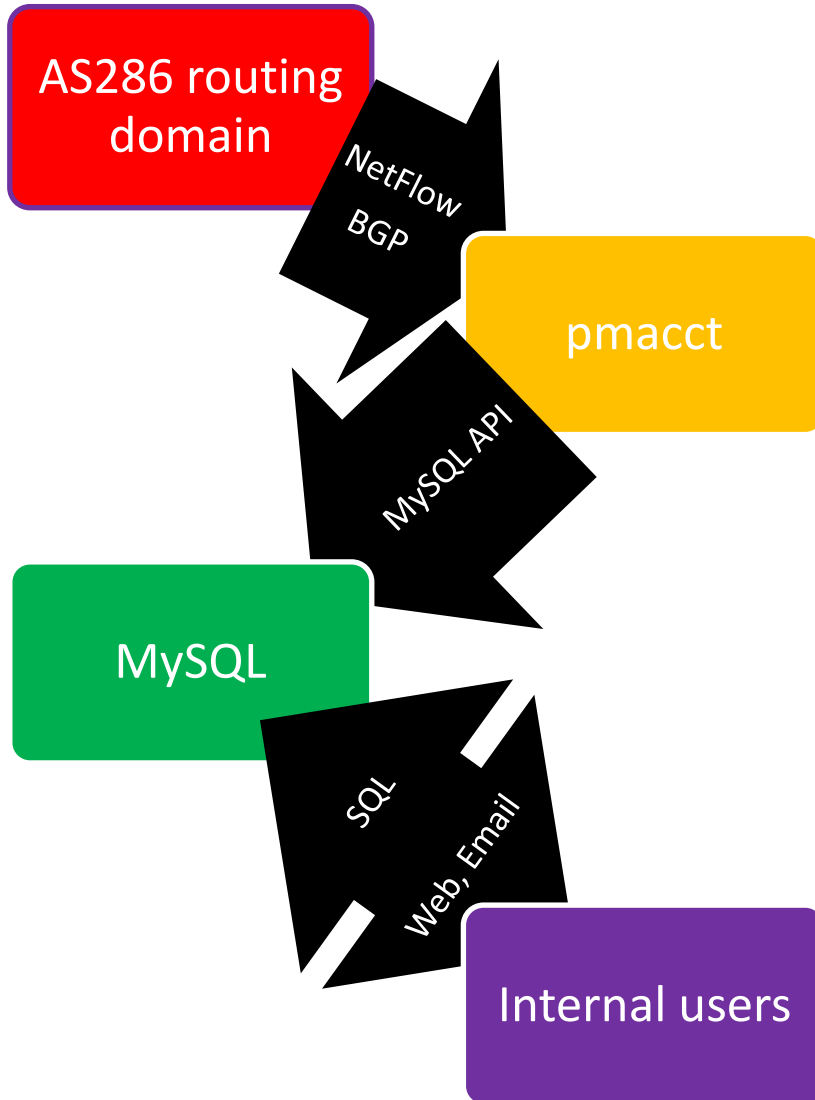 AS286 routing
domain
NetFlow
BGP
pmacct
MySQL API
MySQL
SQL
Web, Email
Internal users